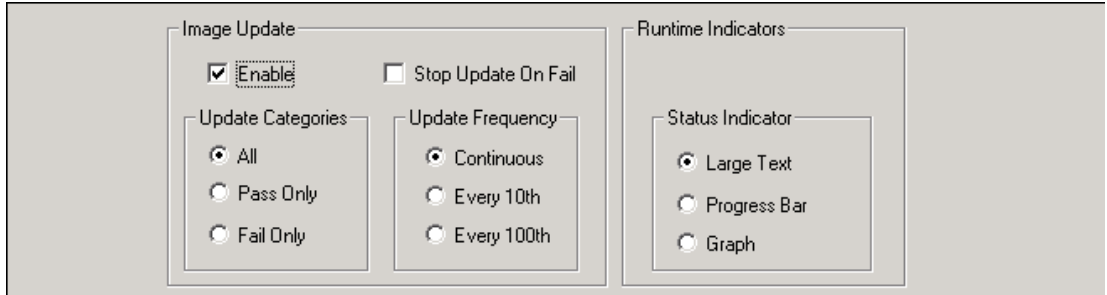 Image Update
Enable
Stop Update On Fail
Update Categories
All
Pass Only
Fail Only
Update Frequency
Continuous
Every 10th
Every 100th
Runtime Indicators
Status Indicator
Large Text
Progress Bar
Graph